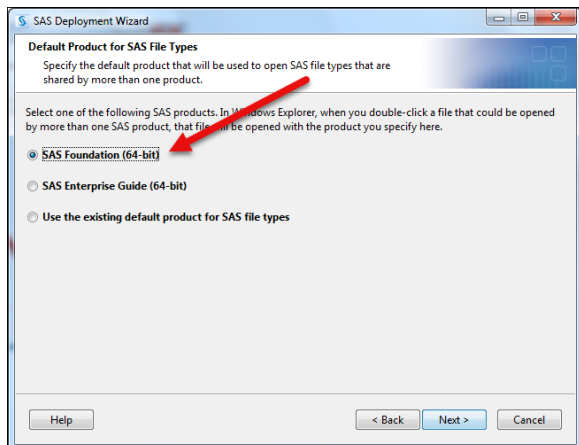 SAS Deployment Wizard
Default Product for SAS File Types
Specify the default product that will be used to open SAS file types that are
shared by more than one product.
Select one of the following SAS products. In Windows Explorer, when you double-click a file that could be opened
by more than one SAS product, that file will be opened with the product you specify here.
SAS Foundation (64-bit)
SAS Enterprise Guide (64-bit)
Use the existing default product for SAS file types
Help
< Back
Next >
Cancel